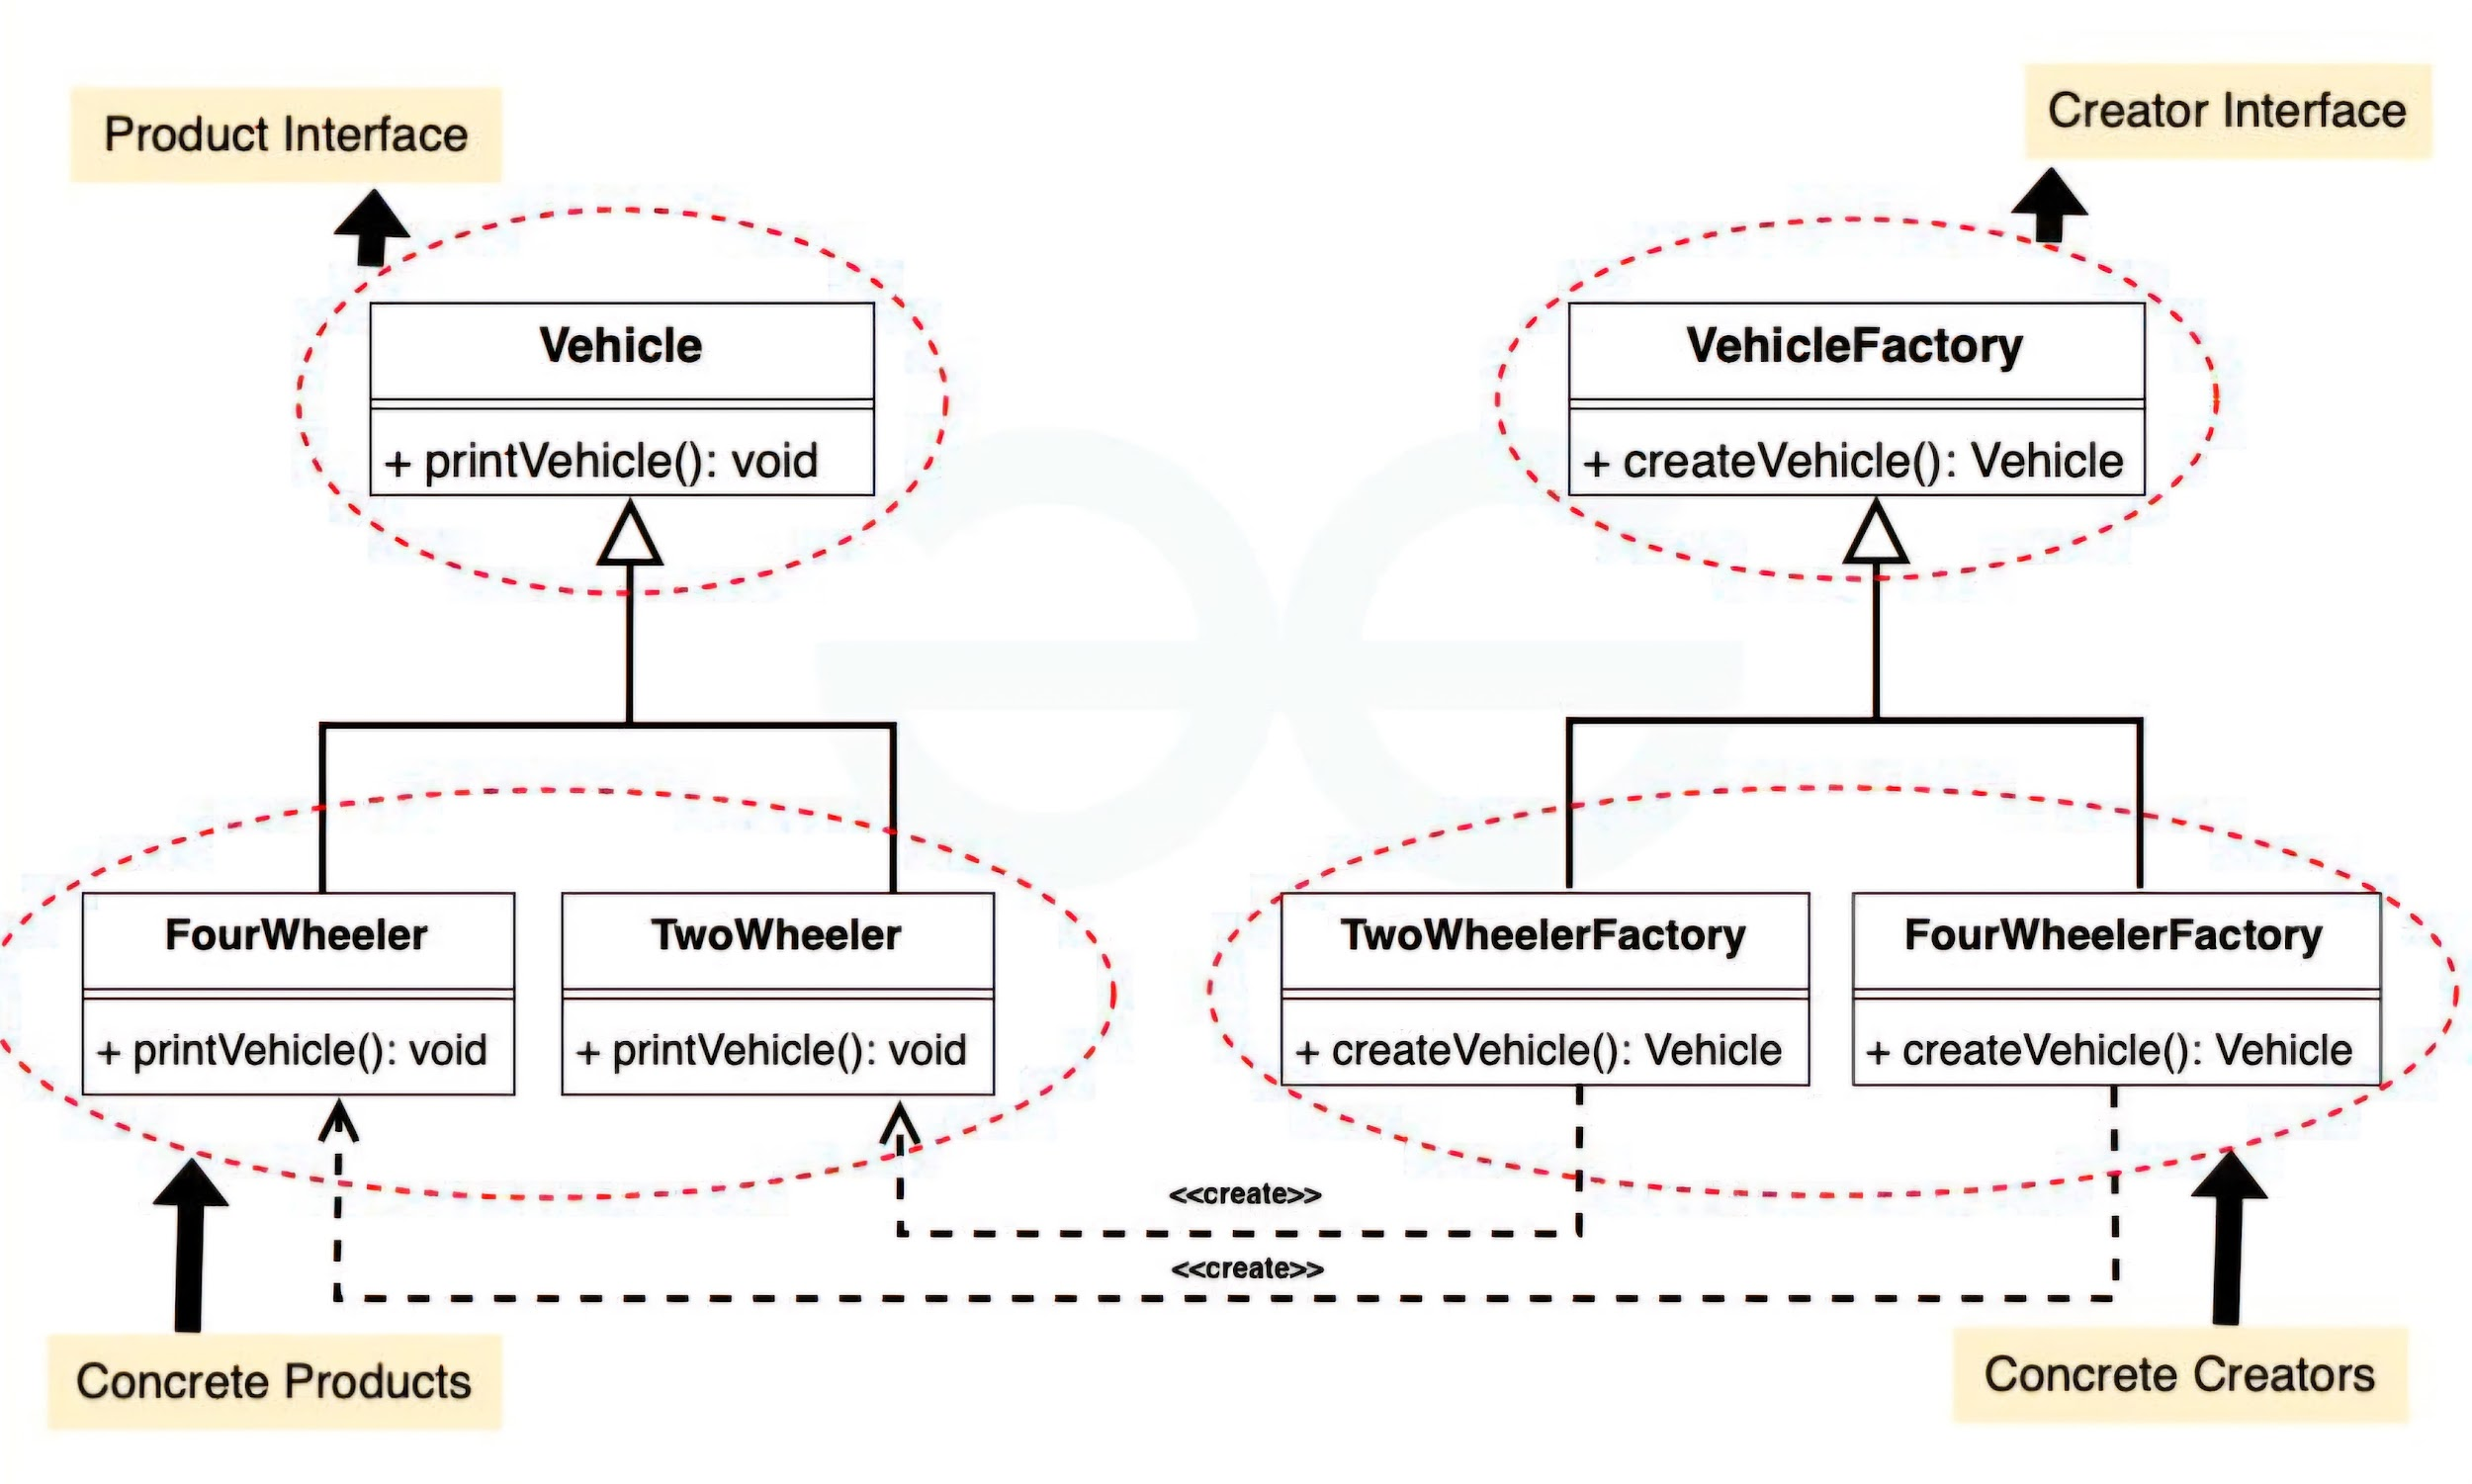 Product Interface
Creator Interface
Vehicle
+ printVehicle(): void
VehicleFactory
+ createVehicle(): Vehicle
FourWheeler
+ printVehicle(): void
TwoWheeler
+ printVehicle(): void
TwoWheelerFactory
+ createVehicle(): Vehicle
FourWheelerFactory
+ createVehicle(): Vehicle
<<create>>
<<create>>
Concrete Products
Concrete Creators